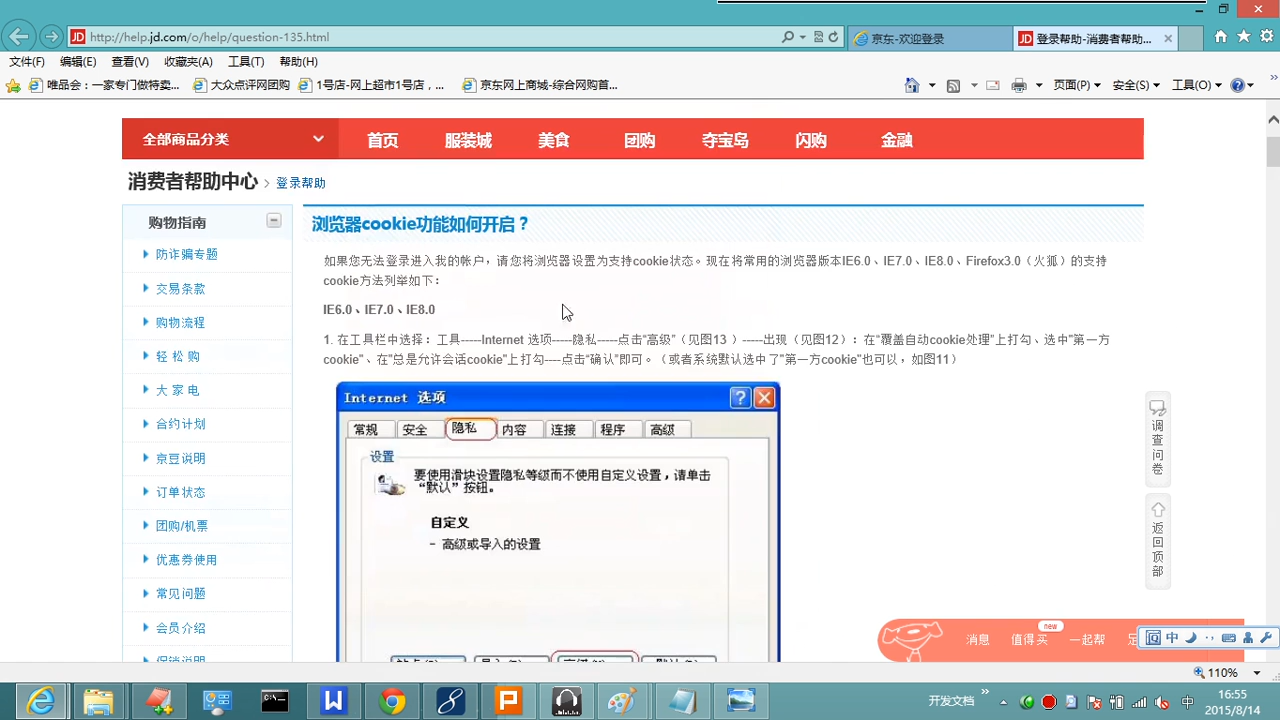 http://help.jd.com/o/help/question-135.html
京东-欢迎登录
JD 登录帮助-消费者帮助...
文件(F) 编辑(E) 查看(V) 收藏夹(A) 工具(T) 帮助(H)
唯品会：一家专门做特卖... 大众点评网团购 1号店-网上超市1号店，... 京东网上商城-综合网购首...
页面(P) 安全(S) 工具(O)
全部商品分类 首页 服装城 美食 团购 夺宝岛 闪购 金融
消费者帮助中心 > 登录帮助
购物指南
防诈骗专题
交易条款
购物流程
轻 松 购
大 家 电
合约计划
京豆说明
订单状态
团购/机票
优惠券使用
常见问题
会员介绍
促销说明
浏览器cookie功能如何开启？
如果您无法登录进入我的帐户，请您将浏览器设置为支持cookie状态。现在将常用的浏览器版本IE6.0、IE7.0、IE8.0、Firefox3.0（火狐）的支持
cookie方法列举如下：
IE6.0、IE7.0、IE8.0
1. 在工具栏中选择：工具-----Internet 选项-----隐私-----点击“高级”（见图13 ）-----出现（见图12）：在“覆盖自动cookie处理”上打勾、选中“第一方
cookie”、在“总是允许会话cookie”上打勾----点击“确认”即可。（或者系统默认选中了“第一方cookie”也可以，如图11）
Internet 选项
常规 安全 隐私 内容 连接 程序 高级
设置
要使用滑块设置隐私等级而不使用自定义设置，请单击
“默认”按钮。
自定义
- 高级或导入的设置
调查问卷
返回顶部
消息 值得买 new 一起帮
中
110%
开发文档
中
16:55
2015/8/14